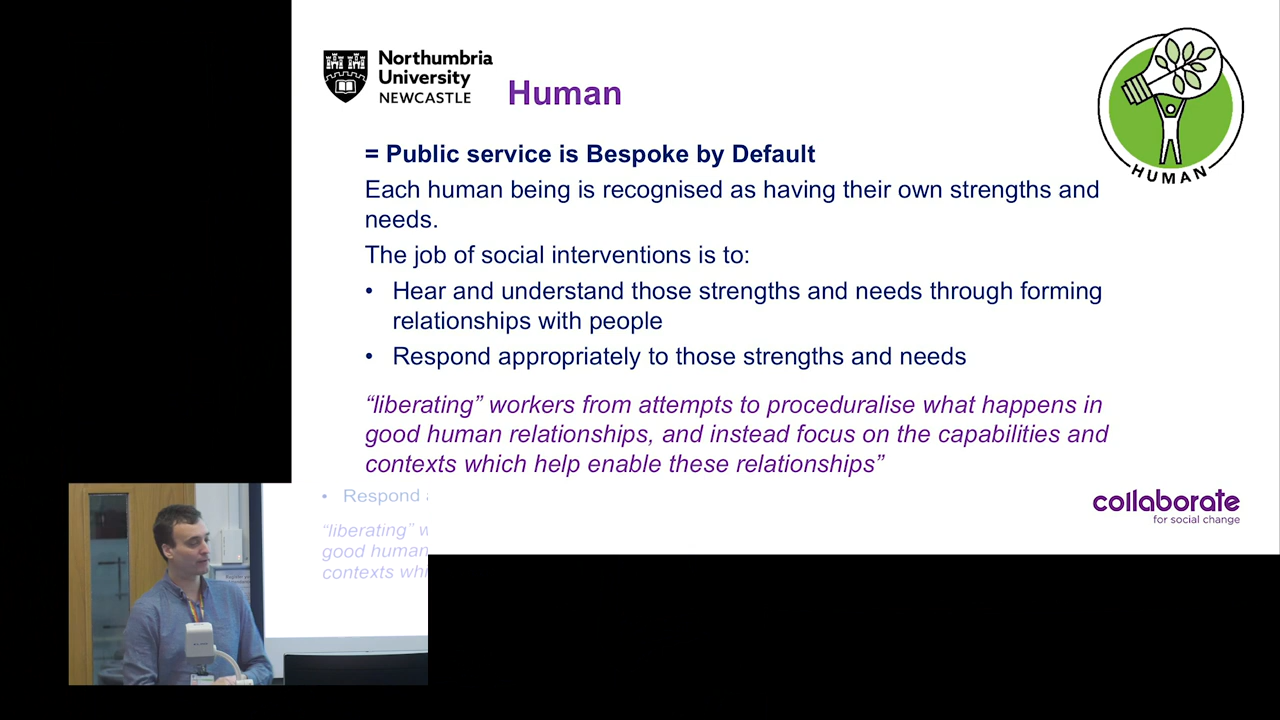 Northumbria
University
NEWCASTLE
Human
HUMAN
= Public service is Bespoke by Default
Each human being is recognised as having their own strengths and
needs.
The job of social interventions is to:
• Hear and understand those strengths and needs through forming
relationships with people
• Respond appropriately to those strengths and needs
“liberating” workers from attempts to proceduralise what happens in
good human relationships, and instead focus on the capabilities and
contexts which help enable these relationships”
collaborate
for social change
• Respond
“liberating”
good human
contexts